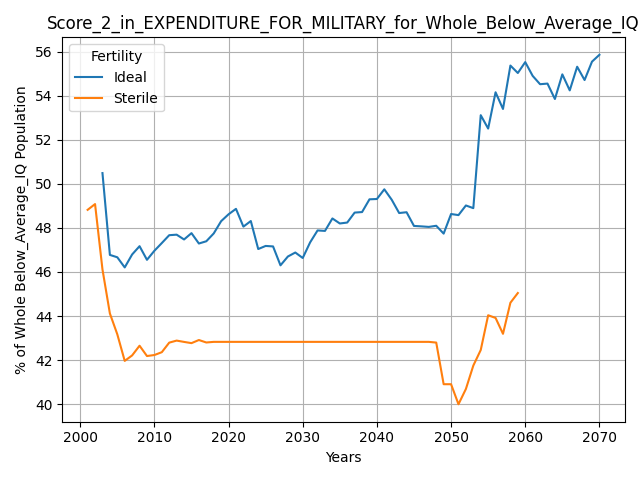 Score_2_in_EXPENDITURE_FOR_MILITARY_for_Whole_Below_Average_IQ
Fertility
Ideal
Sterile
% of Whole Below_Average_IQ Population
56
54
52
50
48
46
44
42
40
2000 2010 2020 2030 2040 2050 2060 2070
Years